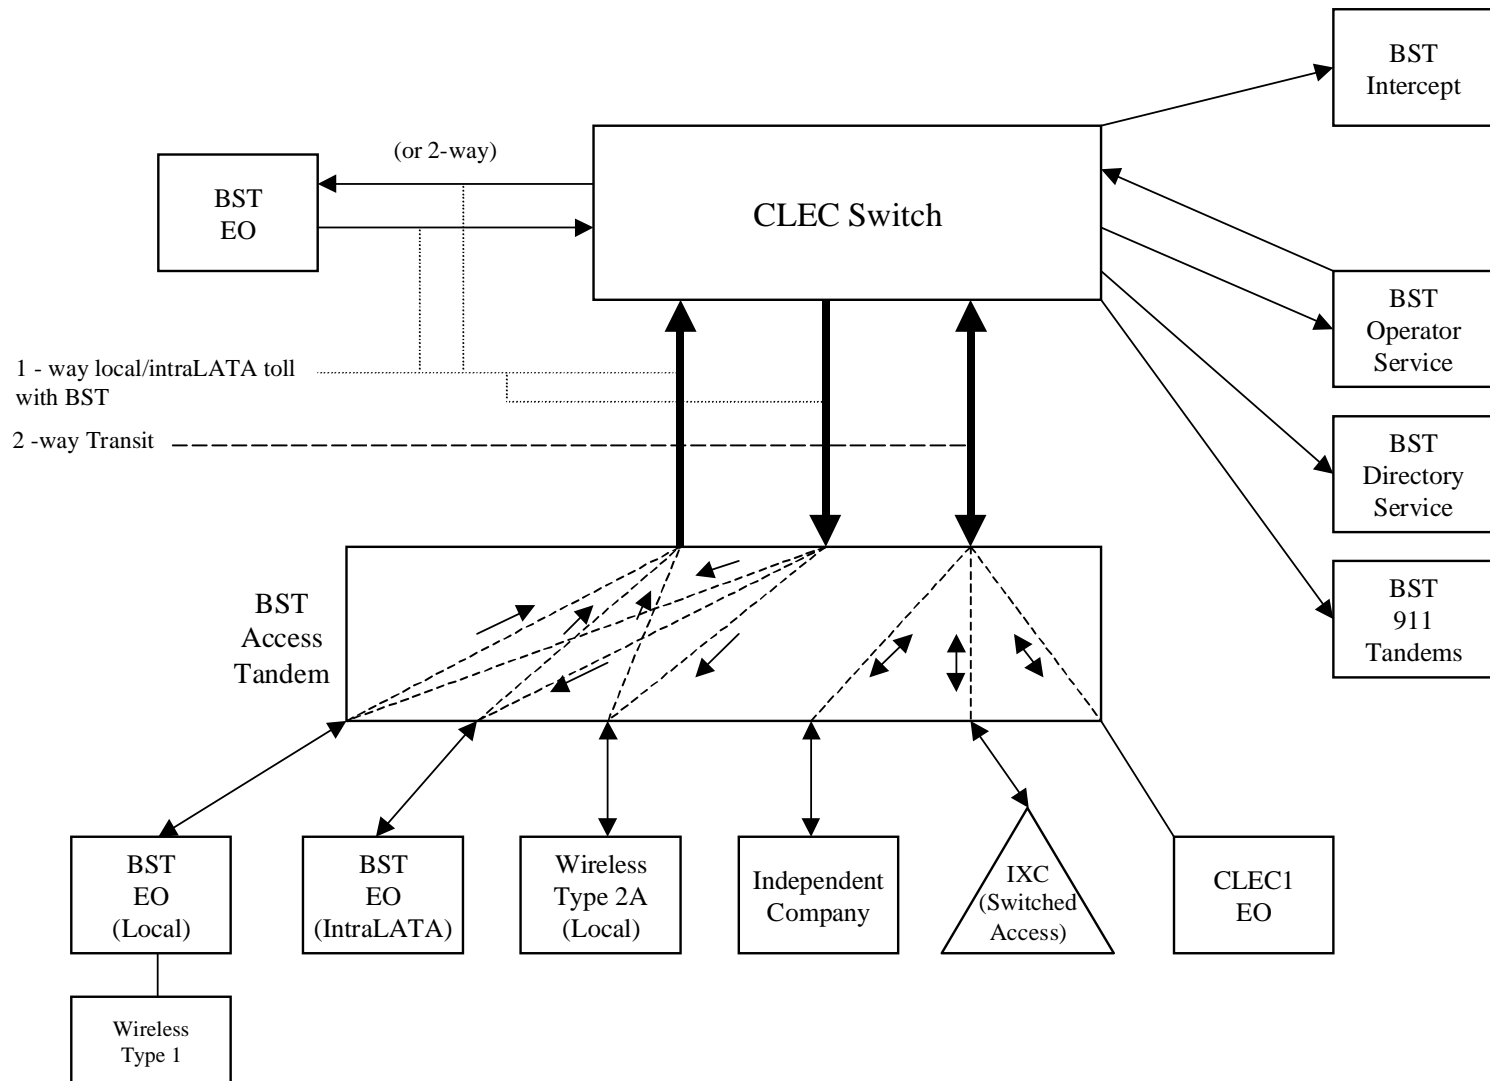 BST
Intercept
(or 2-way)
BST
EO
CLEC Switch
BST
Operator
Service
1 - way local/intraLATA toll
with BST
2 -way Transit
BST
Directory
Service
BST
911
Tandems
BST
Access
Tandem
BST
EO
(Local)
BST
EO
(IntraLATA)
Wireless
Type 2A
(Local)
Independent
Company
IXC
(Switched
Access)
CLEC1
EO
Wireless
Type 1